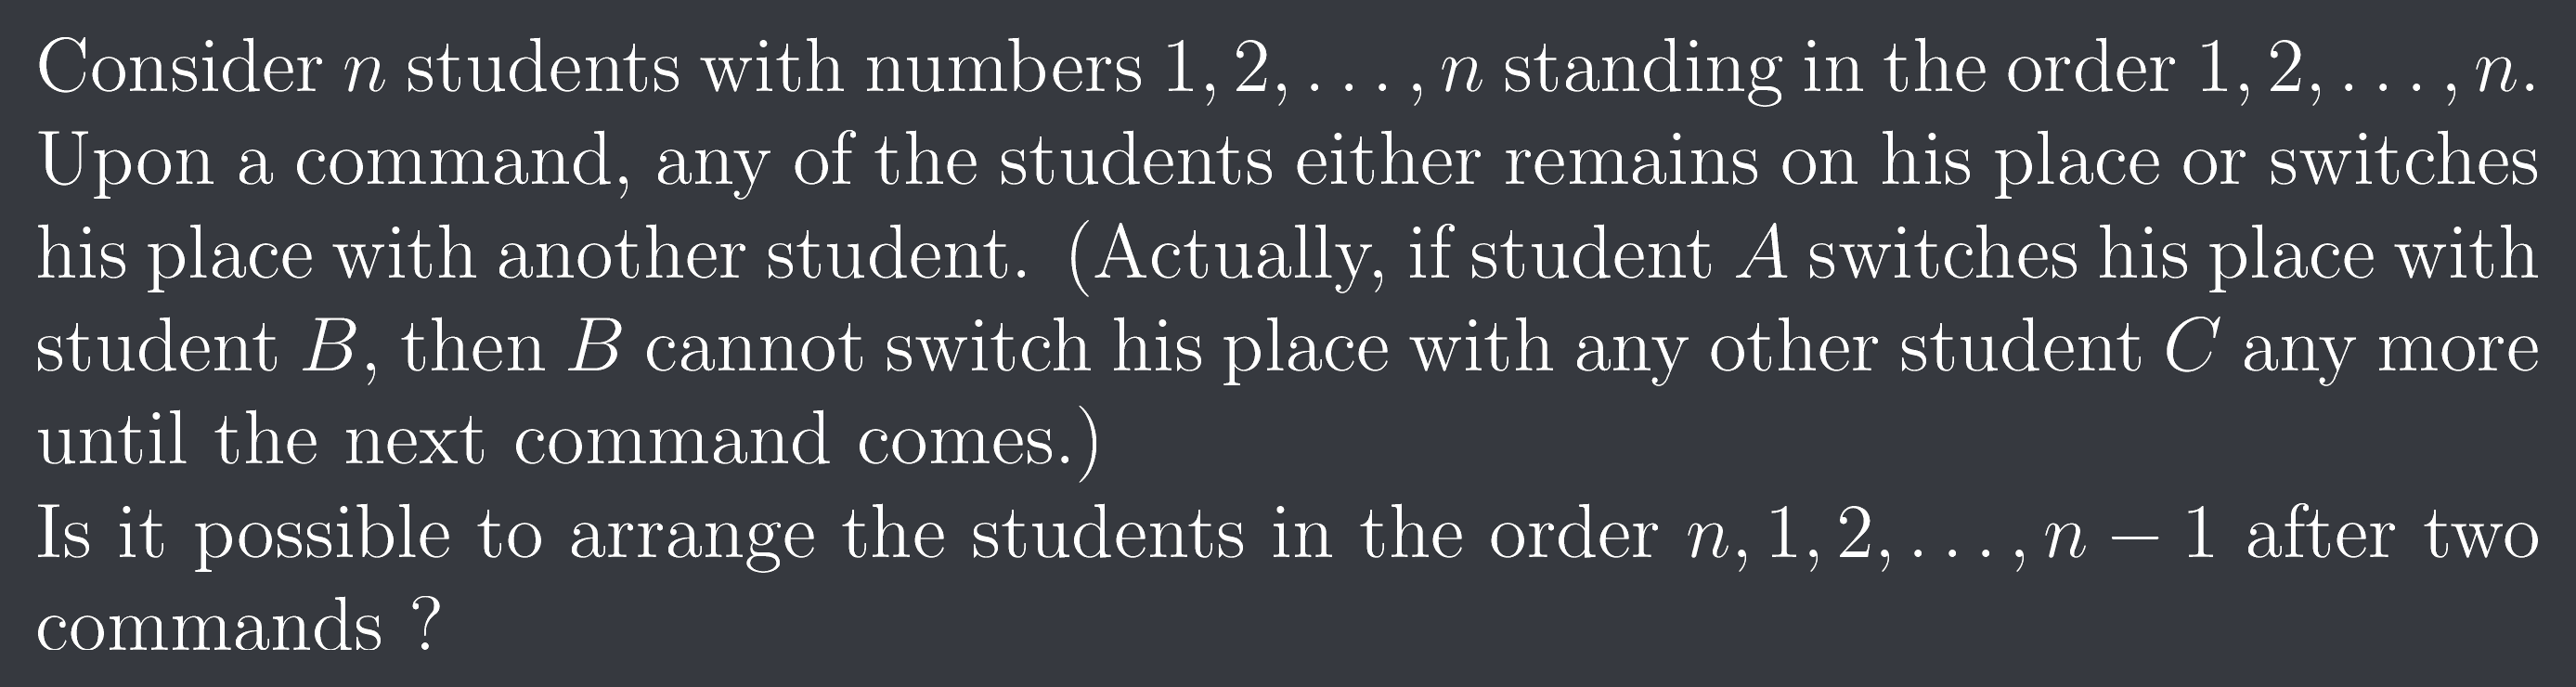 Consider n students with numbers 1, 2, . . . , n standing in the order 1, 2, . . . , n.
Upon a command, any of the students either remains on his place or switches
his place with another student. (Actually, if student A switches his place with
student B, then B cannot switch his place with any other student C any more
until the next command comes.)
Is it possible to arrange the students in the order n, 1, 2, . . . , n − 1 after two
commands ?